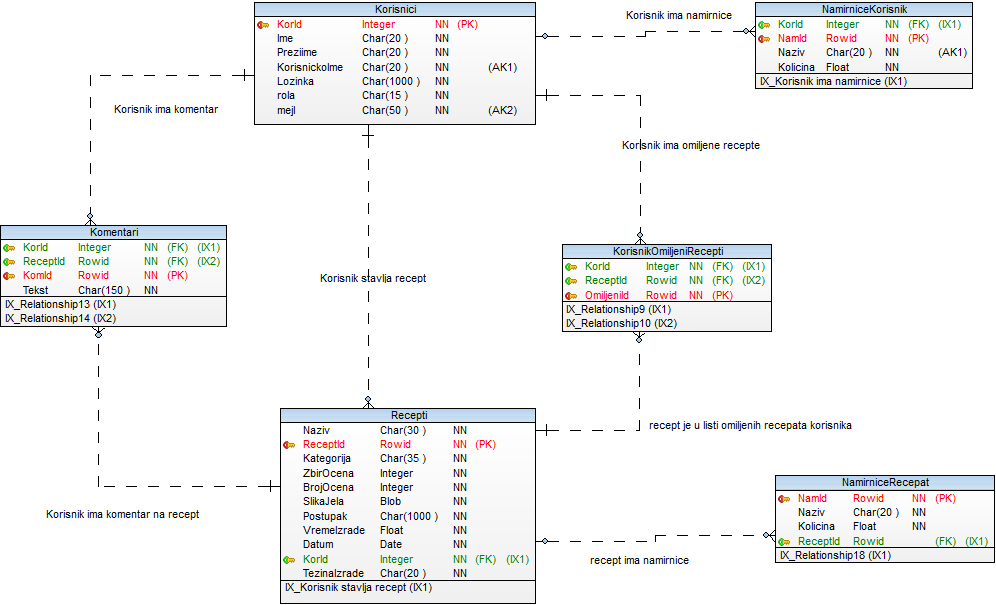 Korisnici
KorId Integer NN (PK)
Ime Char(20 ) NN
Preziime Char(20 ) NN
KorisnickoIme Char(20 ) NN (AK1)
Lozinka Char(1000 ) NN
rola Char(15 ) NN
mejl Char(50 ) NN (AK2)
Korisnik ima namirnice
NamirniceKorisnik
KorId Integer NN (FK) (IX1)
NamId Rowid NN (PK)
Naziv Char(20 ) NN (AK1)
Kolicina Float NN
IX_Korisnik ima namirnice (IX1)
Korisnik ima komentar
Korisnik ima omiljene recepte
Komentari
KorId Integer NN (FK) (IX1)
ReceptId Rowid NN (FK) (IX2)
KomId Rowid NN (PK)
Tekst Char(150 ) NN
IX_Relationship13 (IX1)
IX_Relationship14 (IX2)
Korisnik stavlja recept
KorisnikOmiljeniRecepti
KorId Integer NN (FK) (IX1)
ReceptId Rowid NN (FK) (IX2)
OmiljeniId Rowid NN (PK)
IX_Relationship9 (IX1)
IX_Relationship10 (IX2)
Recepti
Naziv Char(30 ) NN
ReceptId Rowid NN (PK)
Kategorija Char(35 ) NN
ZbirOcena Integer NN
BrojOcena Integer NN
SlikaJela Blob NN
Postupak Char(1000 ) NN
VremeIzrade Float NN
Datum Date NN
KorId Integer NN (FK) (IX1)
TezinaIzrade Char(20 ) NN
IX_Korisnik stavlja recept (IX1)
recept je u listi omiljenih recepata korisnika
Korisnik ima komentar na recept
recept ima namirnice
NamirniceRecepat
NamId Rowid NN (PK)
Naziv Char(20 ) NN
Kolicina Float NN
ReceptId Rowid (FK) (IX1)
IX_Relationship18 (IX1)